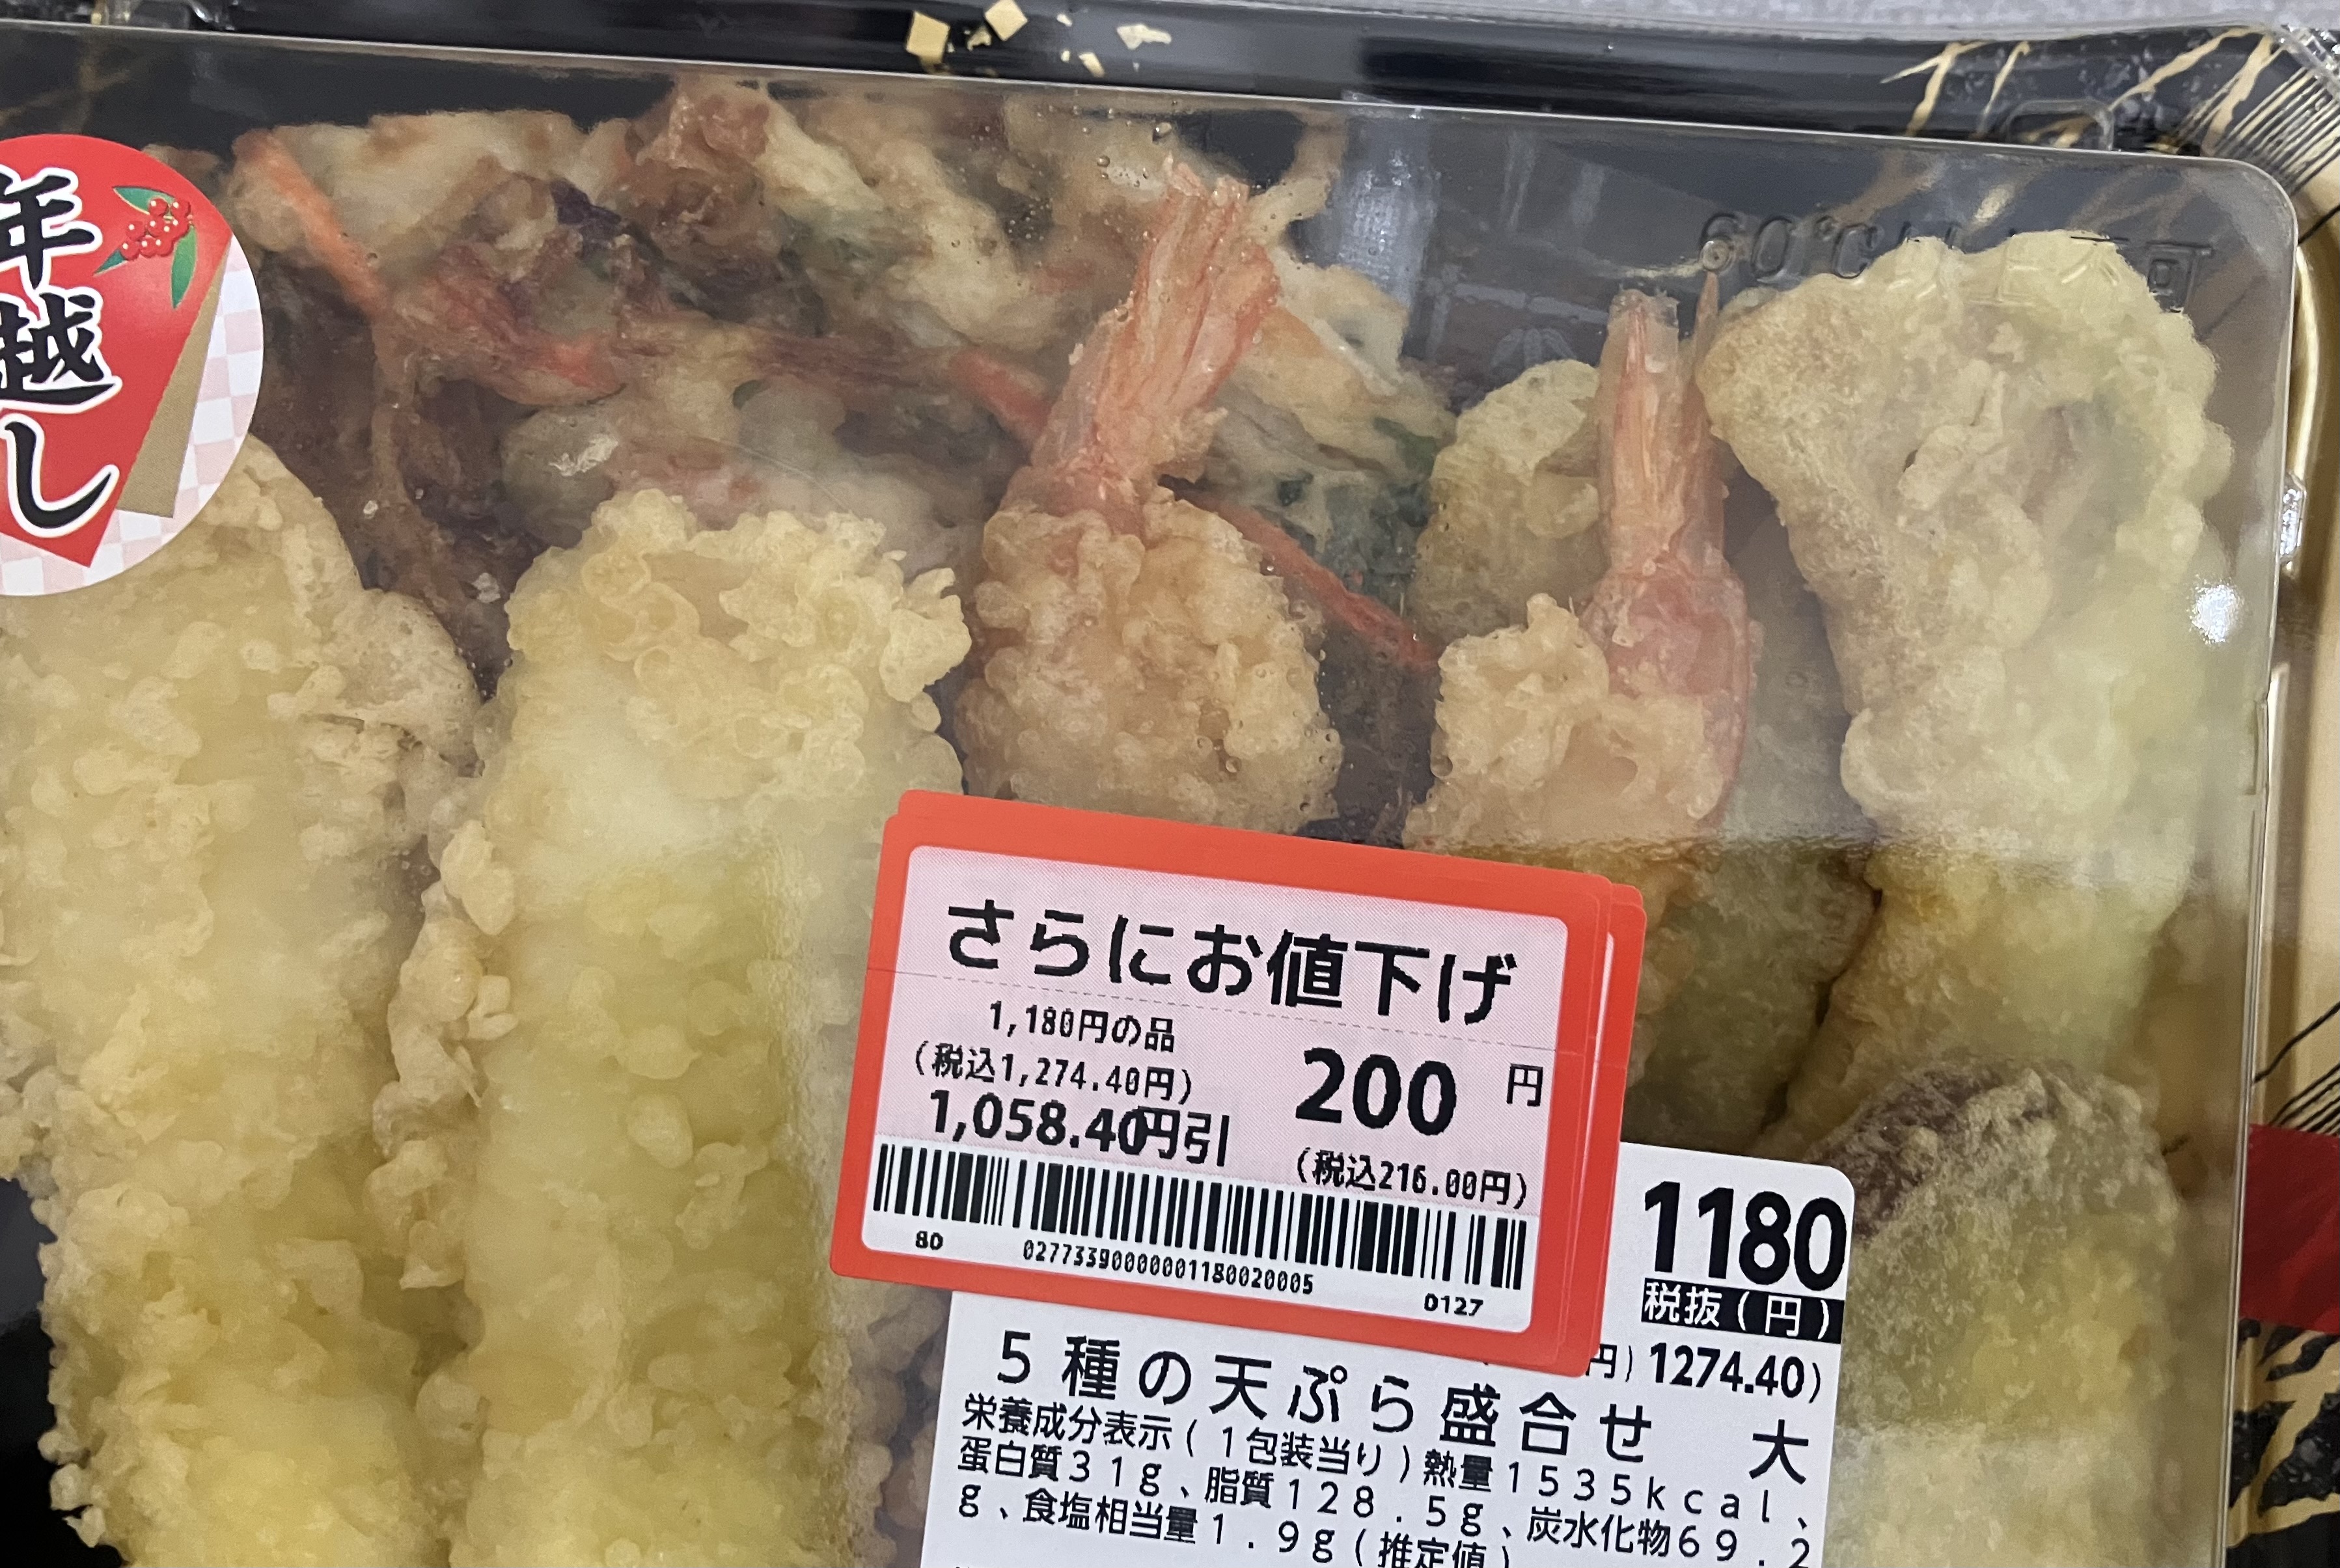 年越し
さらにお値下げ
1,180円の品
(税込1,274.40円)
1,058.40円引
200 円
(税込216.00円)
8D
02773390000001180020005
D127
1180
税抜(円)
円) 1274.40)
5種の天ぷら盛合せ 大
栄養成分表示(1包装当り)熱量1535kcal、
蛋白質31g、脂質128.5g、炭水化物69.2
g、食塩相当量1.9g(推定値)